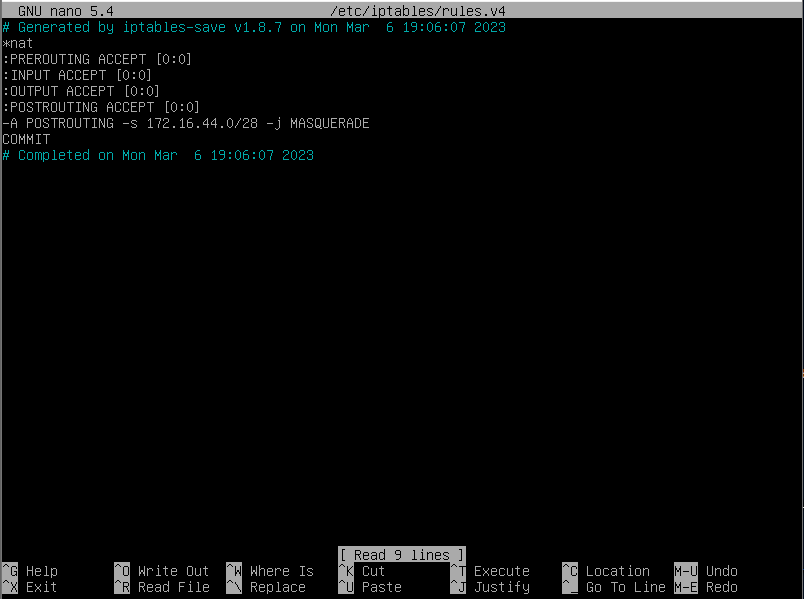 GNU nano 5.4 /etc/iptables/rules.v4
# Generated by iptables-save v1.8.7 on Mon Mar  6 19:06:07 2023
*nat
:PREROUTING ACCEPT [0:0]
:INPUT ACCEPT [0:0]
:OUTPUT ACCEPT [0:0]
:POSTROUTING ACCEPT [0:0]
-A POSTROUTING -s 172.16.44.0/28 -j MASQUERADE
COMMIT
# Completed on Mon Mar  6 19:06:07 2023
[ Read 9 lines ]
^G Help ^O Write Out ^W Where Is ^K Cut ^T Execute ^C Location M-U Undo
^X Exit ^R Read File ^\ Replace ^U Paste ^J Justify ^_ Go To Line M-E Redo